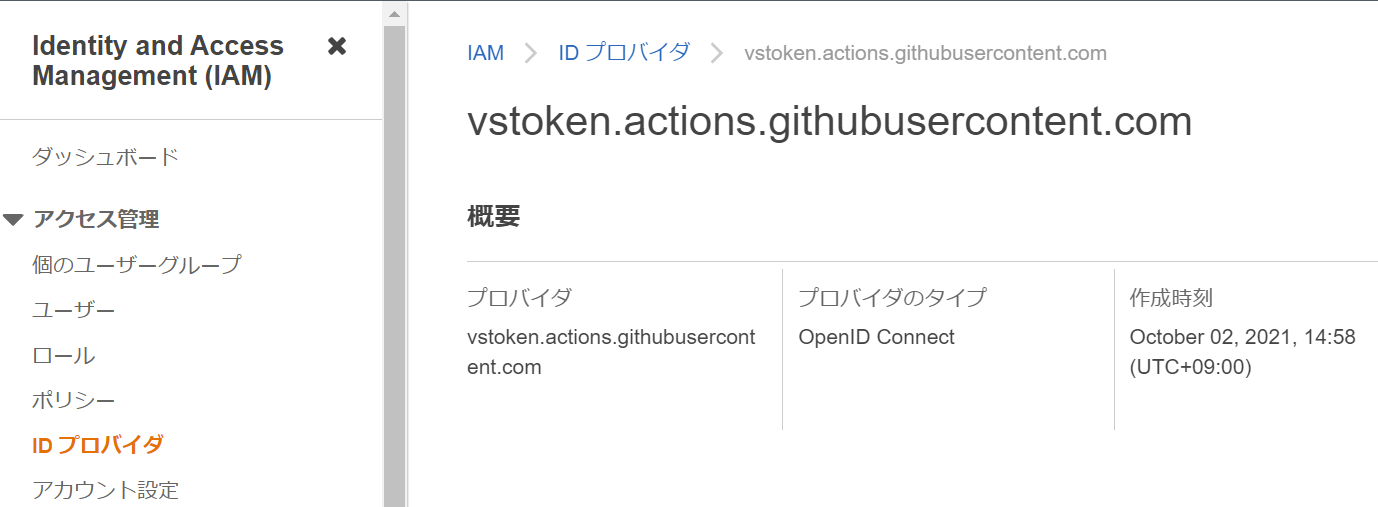 Identity and Access
Management (IAM)
ダッシュボード
アクセス管理
個のユーザーグループ
ユーザー
ロール
ポリシー
ID プロバイダ
アカウント設定
IAM ID プロバイダ vstoken.actions.githubusercontent.com
vstoken.actions.githubusercontent.com
概要
プロバイダ
vstoken.actions.githubusercont
ent.com
プロバイダのタイプ
OpenID Connect
作成時刻
October 02, 2021, 14:58
(UTC+09:00)